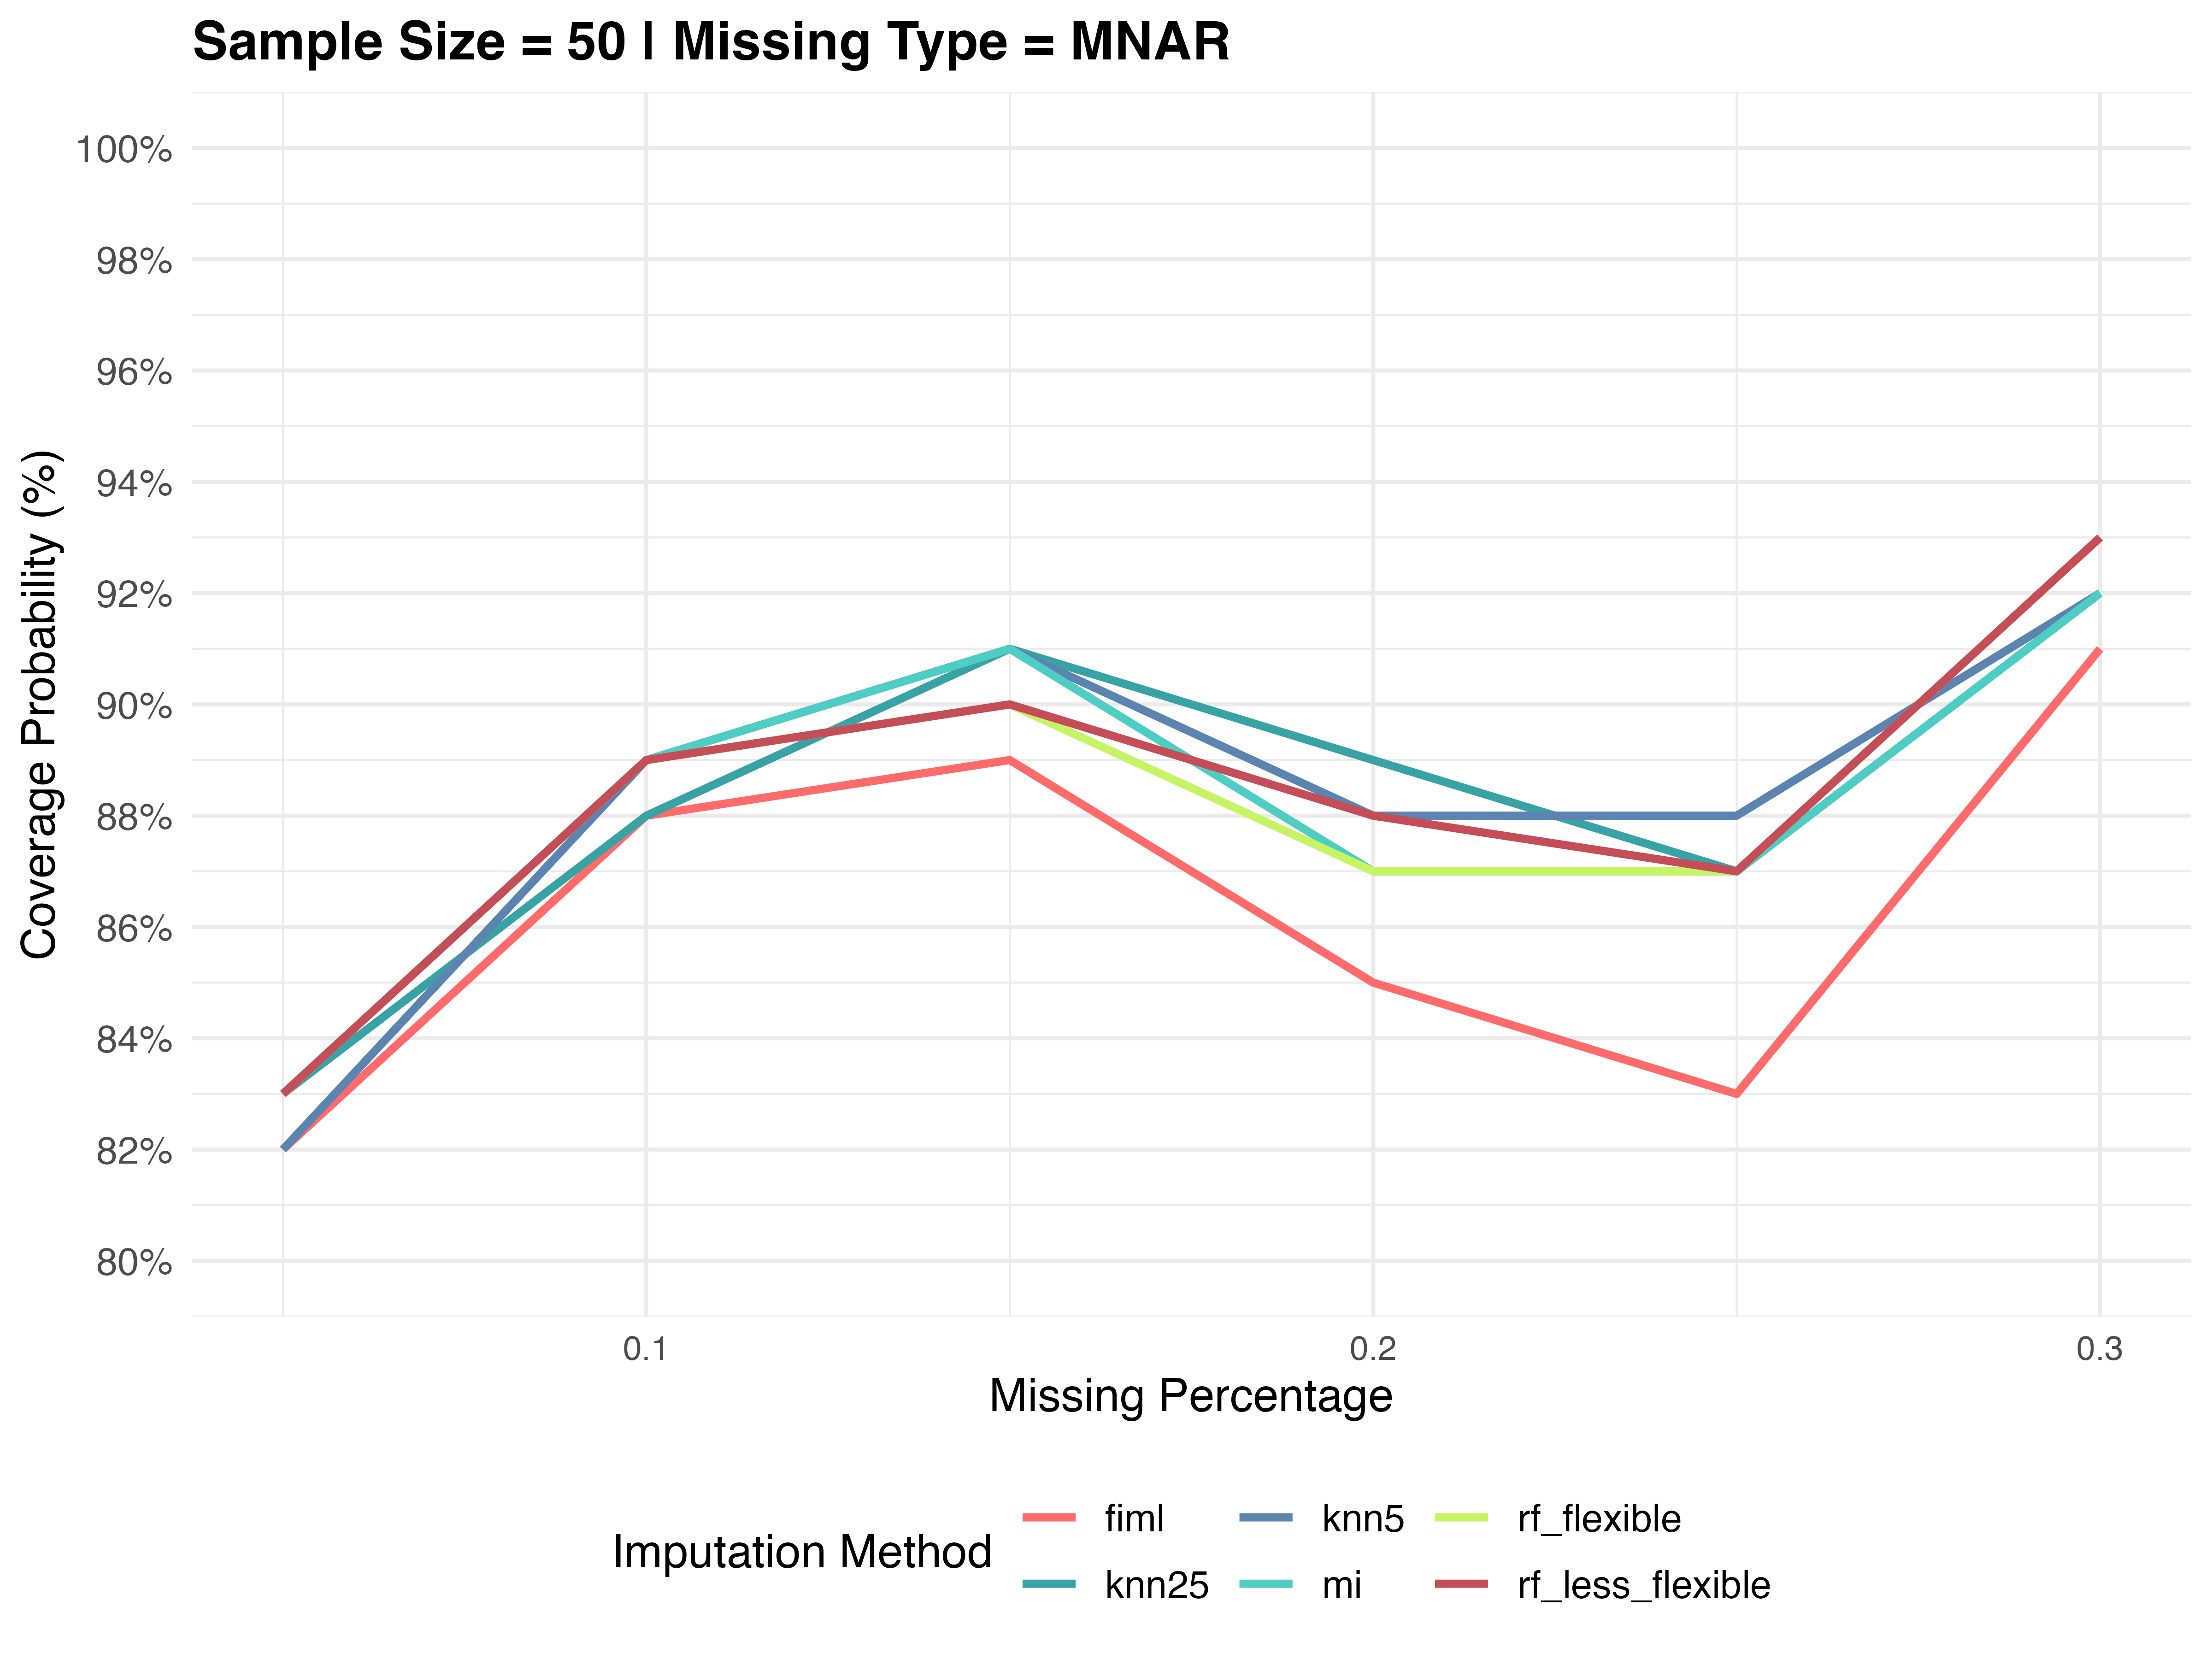 Sample Size = 50 | Missing Type = MNAR
100%
98%
96%
94%
92%
90%
88%
86%
84%
82%
80%
Coverage Probability (%)
0.1 0.2 0.3
Missing Percentage
Imputation Method
fiml knn5 rf_flexible
knn25 mi rf_less_flexible